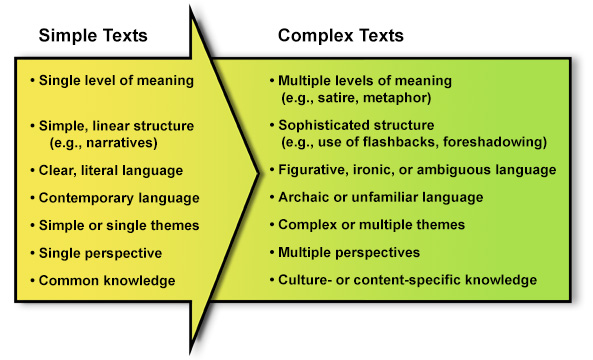 Simple Texts
• Single level of meaning
• Simple, linear structure
(e.g., narratives)
• Clear, literal language
• Contemporary language
• Simple or single themes
• Single perspective
• Common knowledge
Complex Texts
• Multiple levels of meaning
(e.g., satire, metaphor)
• Sophisticated structure
(e.g., use of flashbacks, foreshadowing)
• Figurative, ironic, or ambiguous language
• Archaic or unfamiliar language
• Complex or multiple themes
• Multiple perspectives
• Culture- or content-specific knowledge